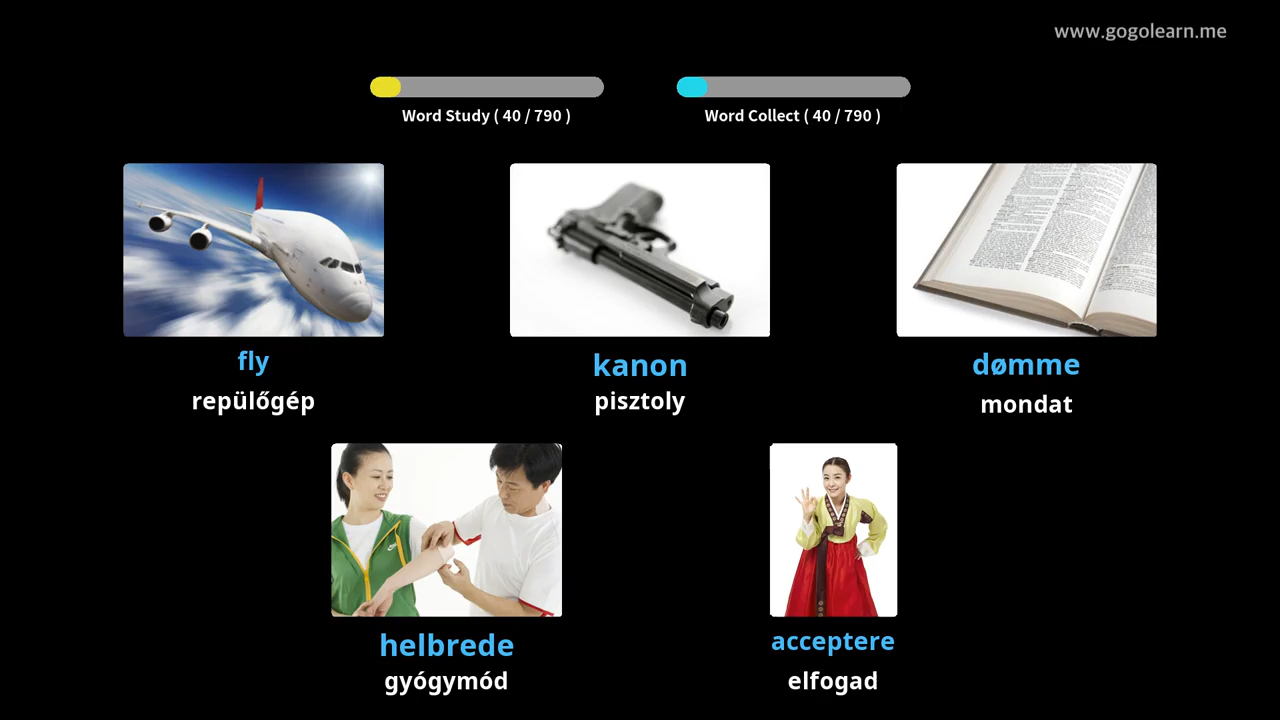 www.gogolearn.me
Word Study ( 40 / 790 )
Word Collect ( 40 / 790 )
fly
repülőgép
kanon
pisztoly
dømme
mondat
helbrede
gyógymód
acceptere
elfogad